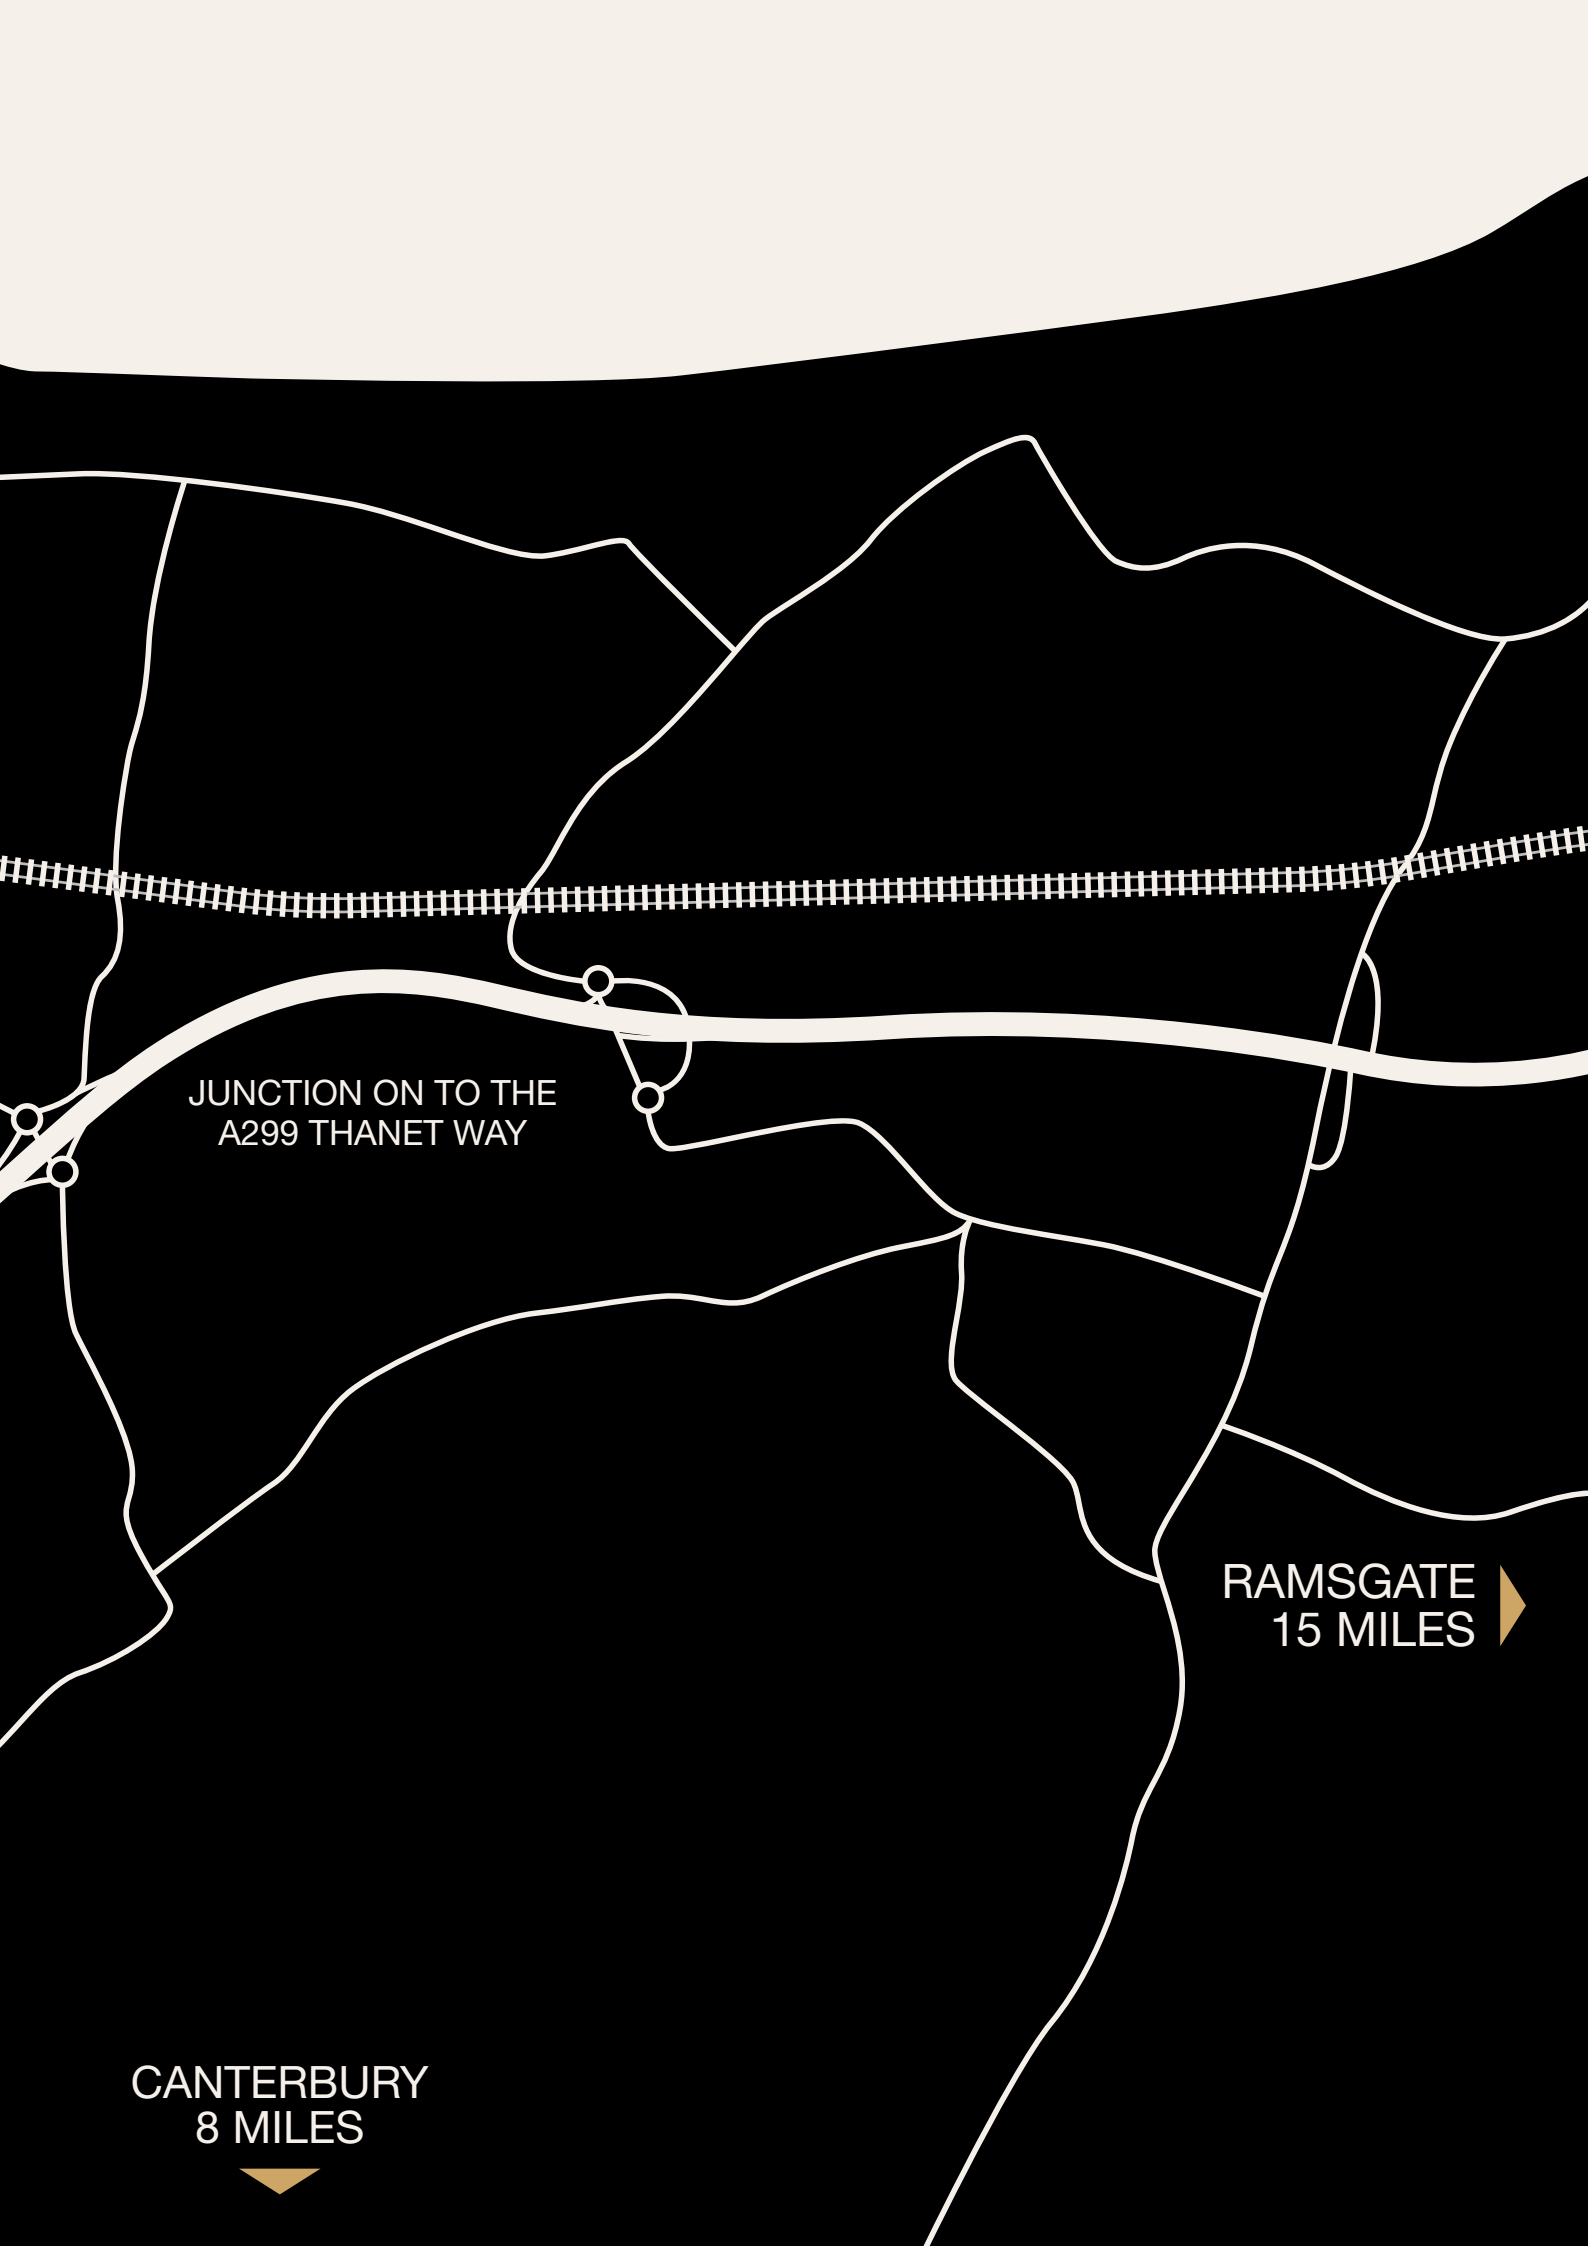 JUNCTION ON TO THE
A299 THANET WAY
RAMSGATE
15 MILES
CANTERBURY
8 MILES